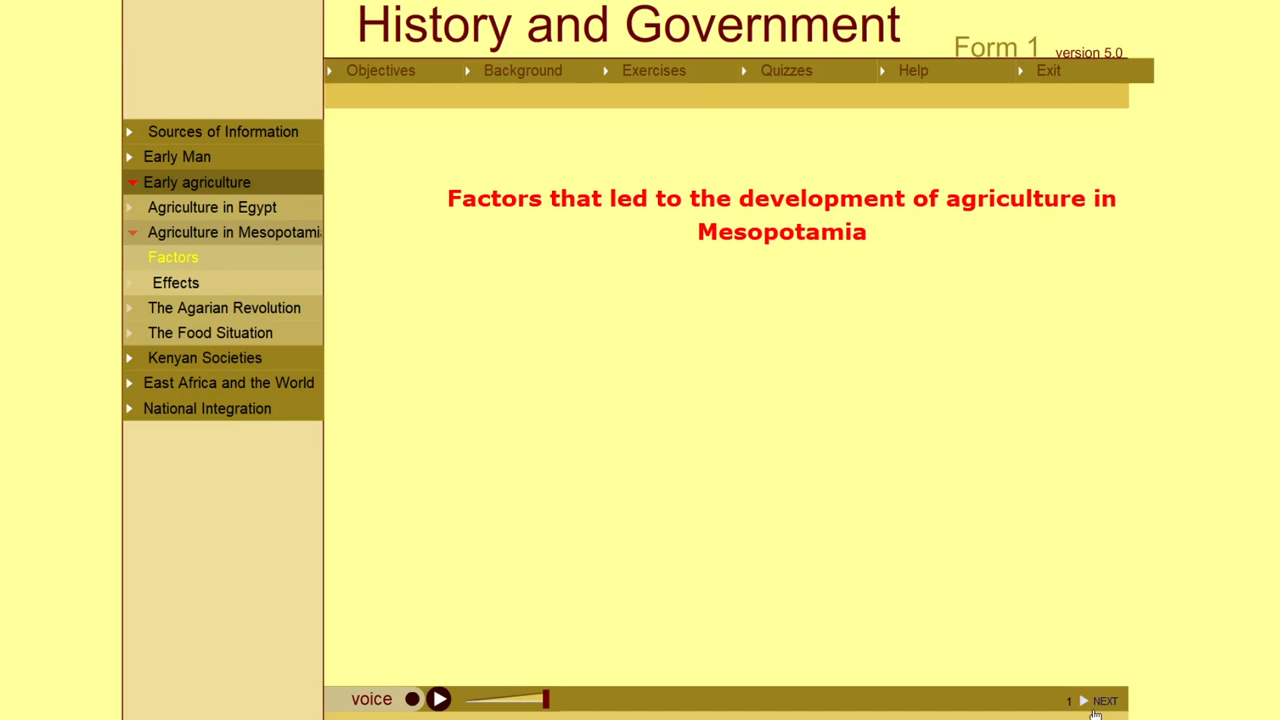 History and Government
Form 1 version 5.0
Objectives Background Exercises Quizzes Help Exit
Sources of Information
Early Man
Early agriculture
Agriculture in Egypt
Agriculture in Mesopotami
Factors
Effects
The Agarian Revolution
The Food Situation
Kenyan Societies
East Africa and the World
National Integration
Factors that led to the development of agriculture in
Mesopotamia
voice
1 NEXT